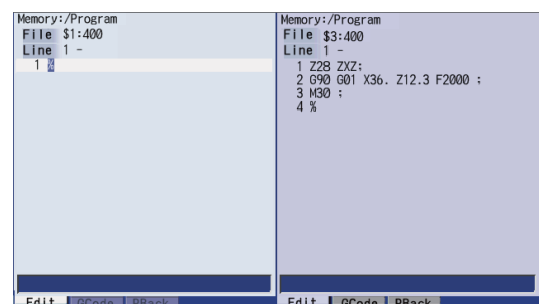 Memory:/Program
File $1:400
Line 1 -
1 %
Edit GCode PBack
Memory:/Program
File $3:400
Line 1 -
1 Z28 ZXZ;
2 G90 G01 X36. Z12.3 F2000 ;
3 M30 ;
4 %
Edit GCode PBack